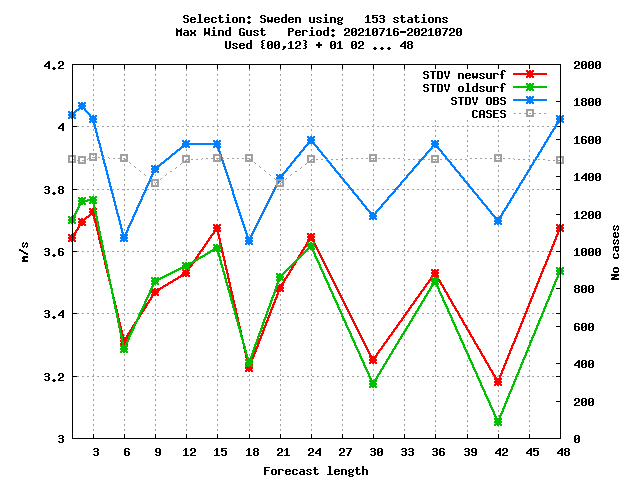 Selection: Sweden using   153 stations
Max Wind Gust   Period: 20210716-20210720
Used {00,12} + 01 02 ... 48
STDV newsurf
STDV oldsurf
STDV OBS
CASES
4.2
4
3.8
3.6
3.4
3.2
3
m/s
2000
1800
1600
1400
1200
1000
800
600
400
200
0
No cases
3 6 9 12 15 18 21 24 27 30 33 36 39 42 45 48
Forecast length